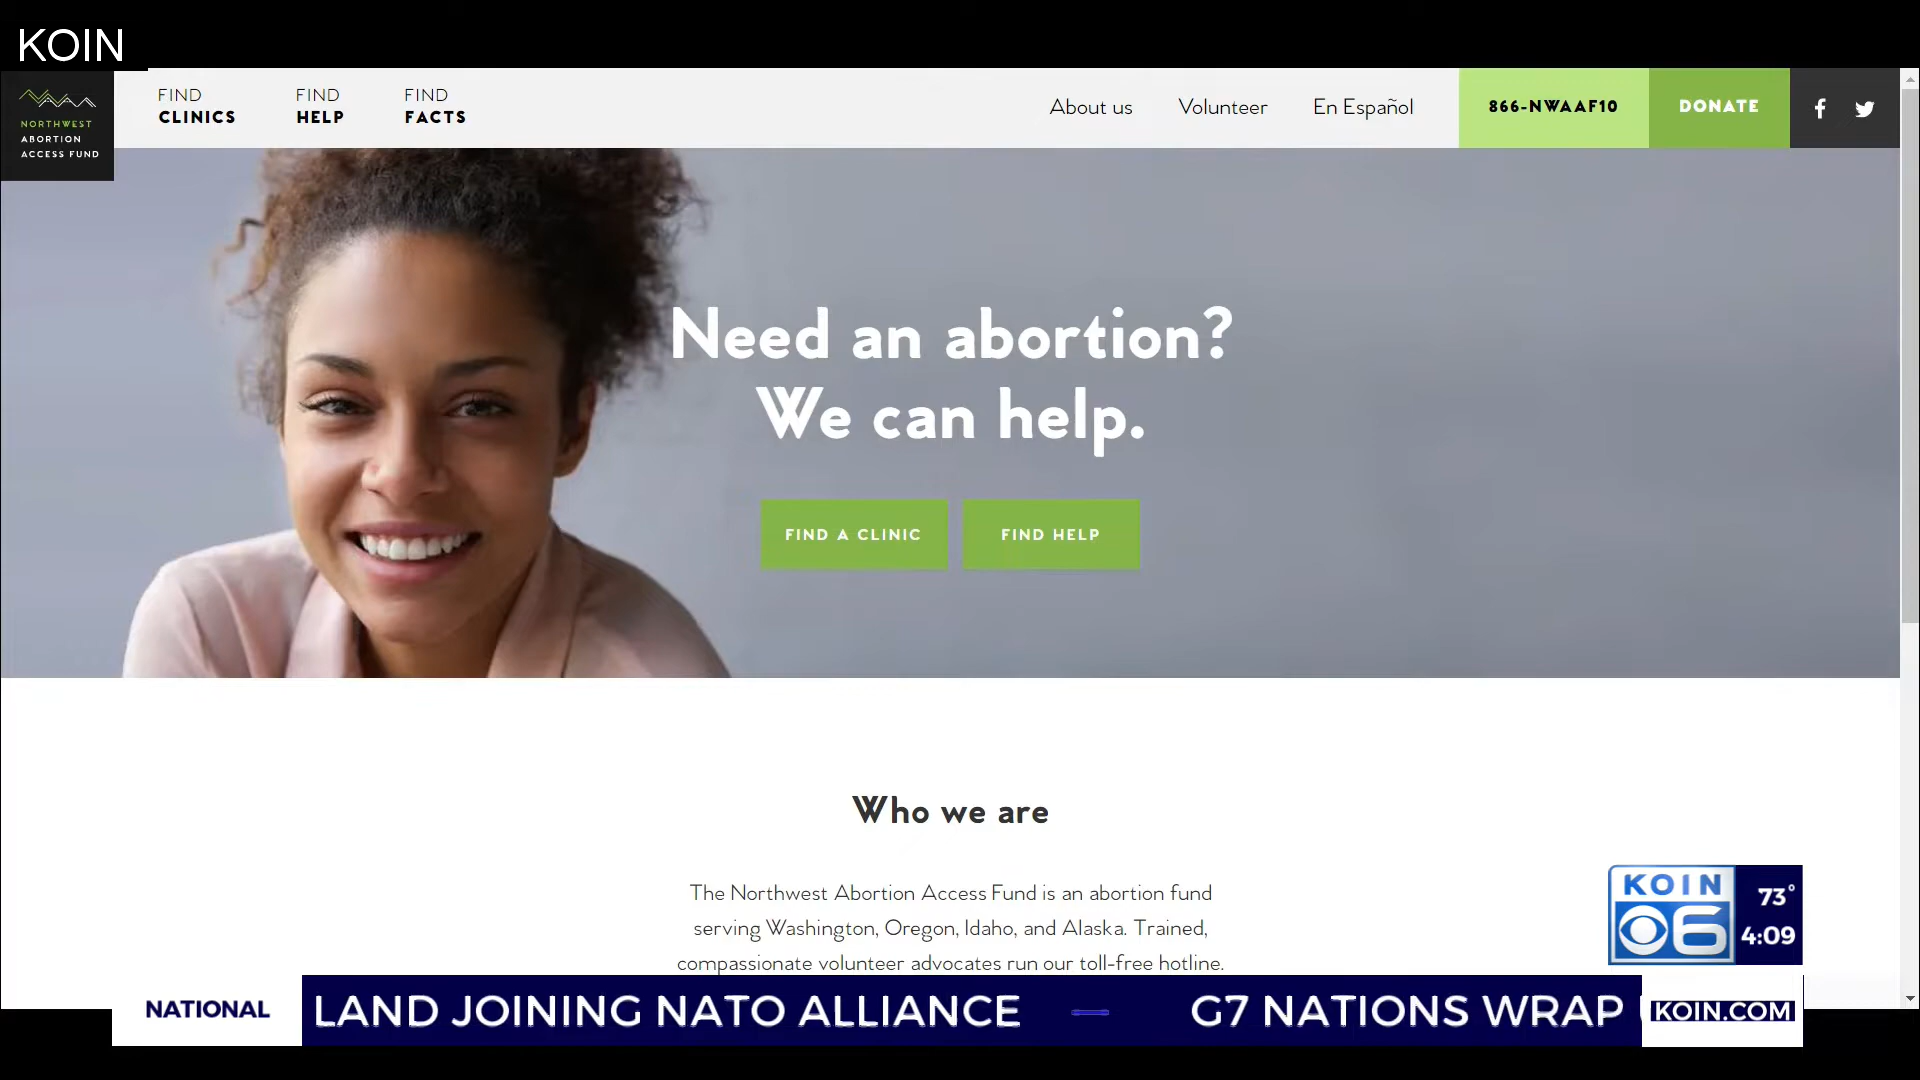 KOIN
NORTHWEST
ABORTION
ACCESS FUND
FIND
CLINICS
FIND
HELP
FIND
FACTS
About us
Volunteer
En Español
866-NWAAF10
DONATE
Need an abortion?
We can help.
FIND A CLINIC
FIND HELP
Who we are
The Northwest Abortion Access Fund is an abortion fund
serving Washington, Oregon, Idaho, and Alaska. Trained,
compassionate volunteer advocates run our toll-free hotline.
KOIN
6
73°
4:09
NATIONAL
LAND JOINING NATO ALLIANCE
G7 NATIONS WRAP
KOIN.COM